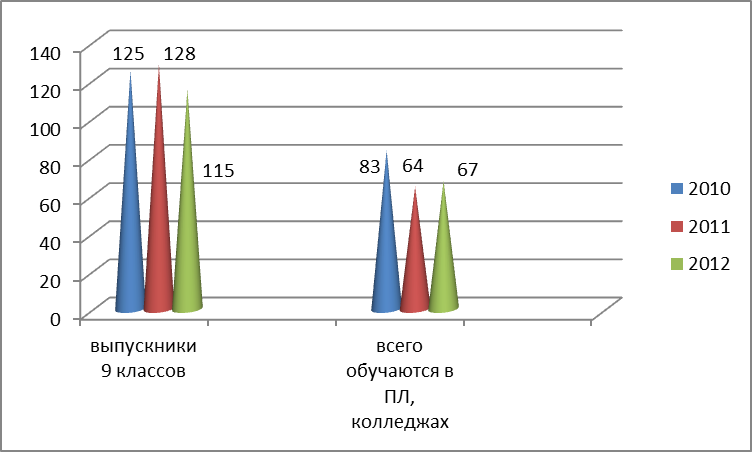 140
120
100
80
60
40
20
0
125
128
115
83
64
67
выпускники
9 классов
всего
обучаются в
ПЛ,
колледжах
2010
2011
2012